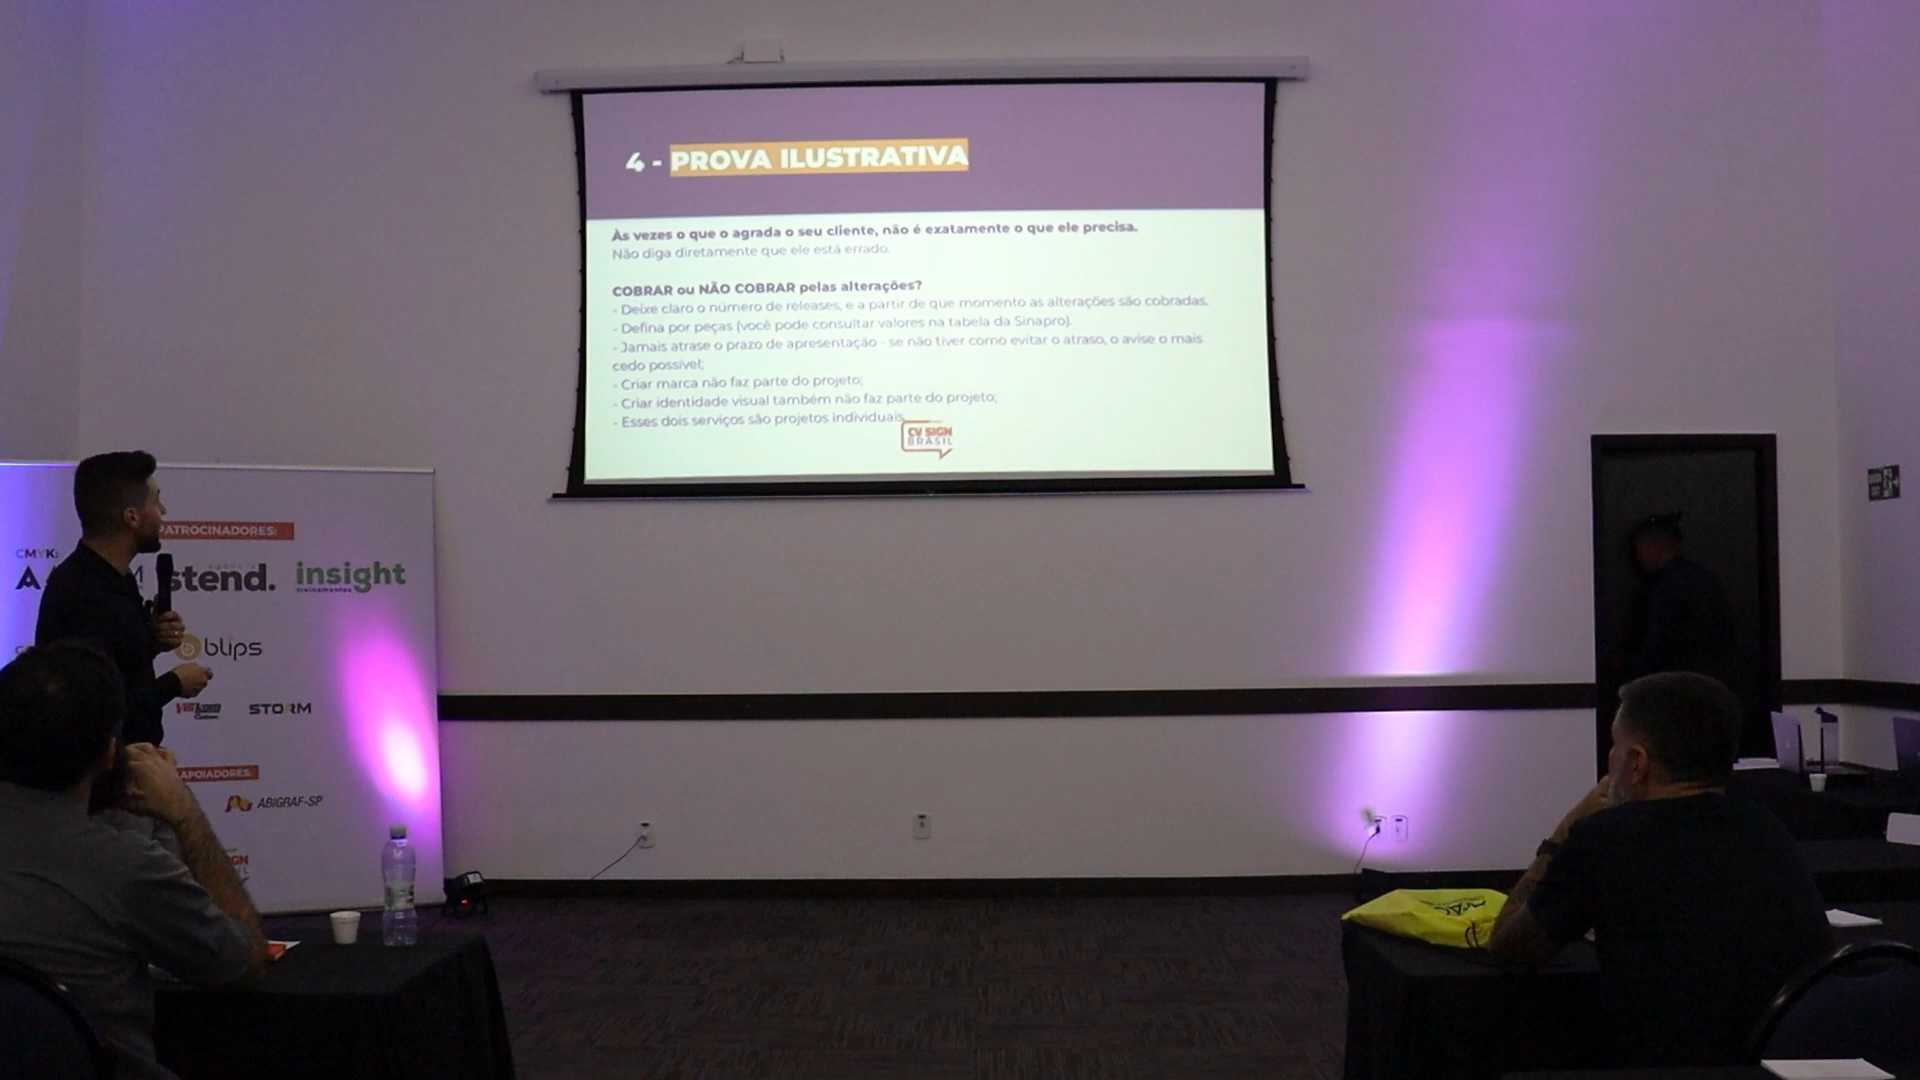 4 - PROVA ILUSTRATIVA
Às vezes o que o agrada o seu cliente, não é exatamente o que ele precisa.
Não diga diretamente que ele está errado.
COBRAR ou NÃO COBRAR pelas alterações?
- Deixe claro o número de releases, e a partir de que momento as alterações são cobradas.
- Defina por peças (você pode consultar valores na tabela da Sinapro).
- Jamais atrase o prazo de apresentação - se não tiver como evitar o atraso, o avise o mais
cedo possível;
- Criar marca não faz parte do projeto;
- Criar identidade visual também não faz parte do projeto;
- Esses dois serviços são projetos individuais
CV SIGN
BRASIL
PATROCINADORES:
CMYK:
stend.
insight
treinamentos
blips
STORM
APOIADORES:
ABIGRAF-SP